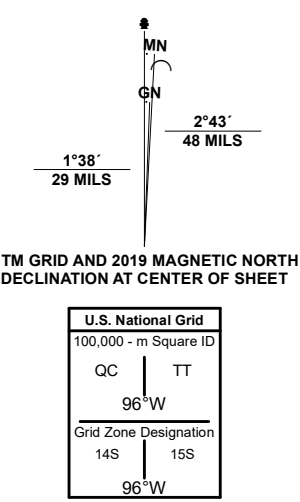 MN
GN
2°43´
48 MILS
1°38´
29 MILS
TM GRID AND 2019 MAGNETIC NORTH
DECLINATION AT CENTER OF SHEET
U.S. National Grid
100,000 - m Square ID
QC TT
96°W
Grid Zone Designation
14S 15S
96°W